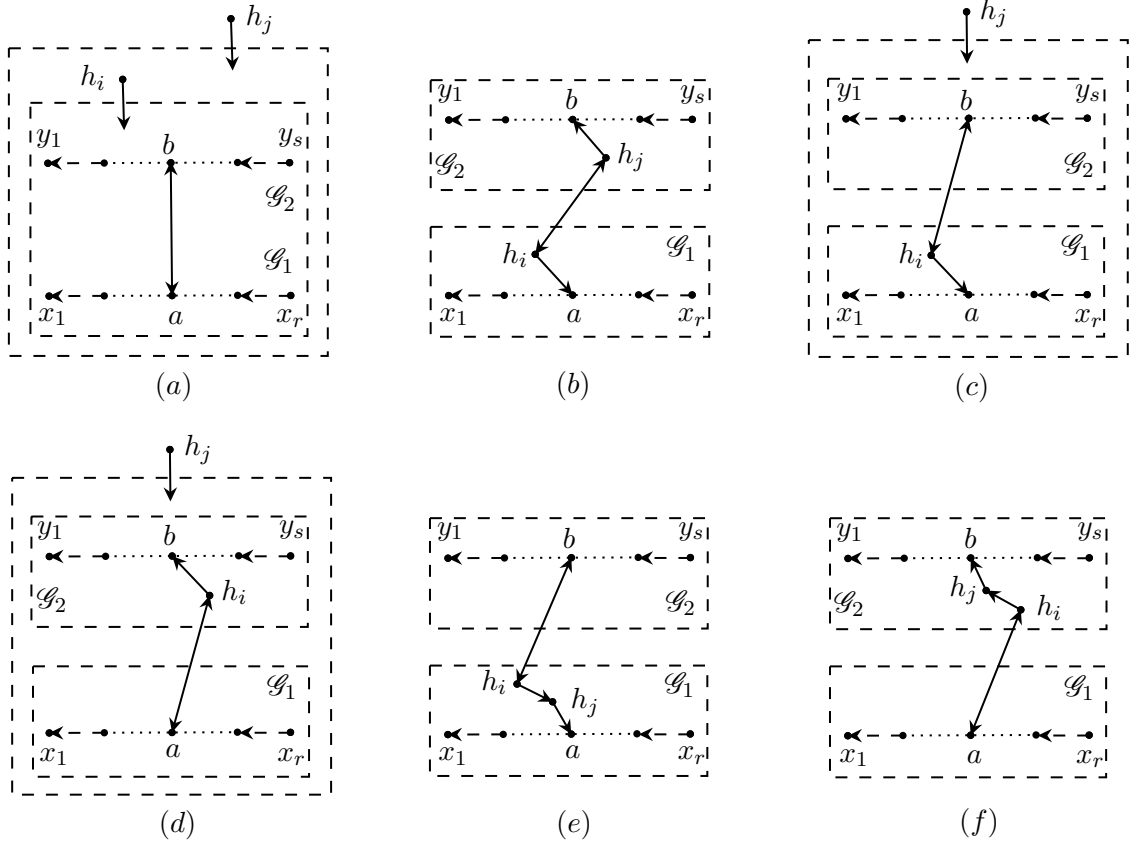 h_j
h_i
y_1 b y_s
𝒢_2
𝒢_1
x_1 a x_r
(a)
y_1 b y_s
𝒢_2 h_j
h_i 𝒢_1
x_1 a x_r
(b)
h_j
y_1 b y_s
𝒢_2
h_i 𝒢_1
x_1 a x_r
(c)
h_j
y_1 b y_s
𝒢_2 h_i
𝒢_1
x_1 a x_r
(d)
y_1 b y_s
𝒢_2
h_i h_j 𝒢_1
x_1 a x_r
(e)
y_1 b y_s
𝒢_2 h_j h_i
𝒢_1
x_1 a x_r
(f)